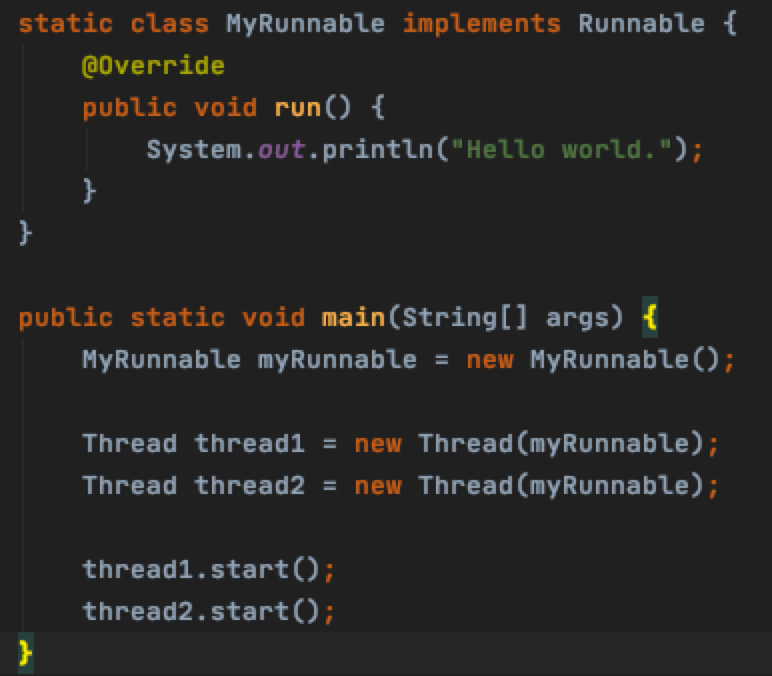 static class MyRunnable implements Runnable {
    @Override
    public void run() {
        System.out.println("Hello world.");
    }
}

public static void main(String[] args) {
    MyRunnable myRunnable = new MyRunnable();

    Thread thread1 = new Thread(myRunnable);
    Thread thread2 = new Thread(myRunnable);

    thread1.start();
    thread2.start();
}